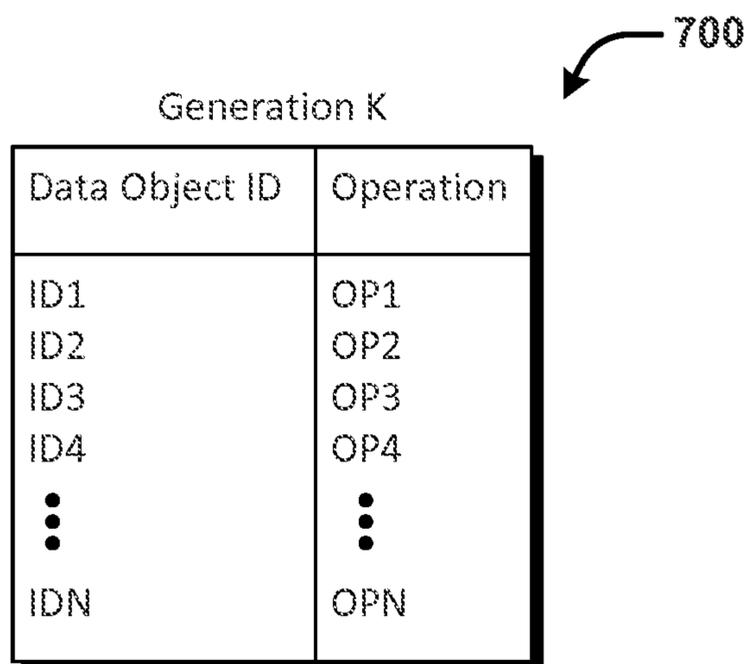 700
Generation K
Data Object ID Operation
ID1 OP1
ID2 OP2
ID3 OP3
ID4 OP4
IDN OPN